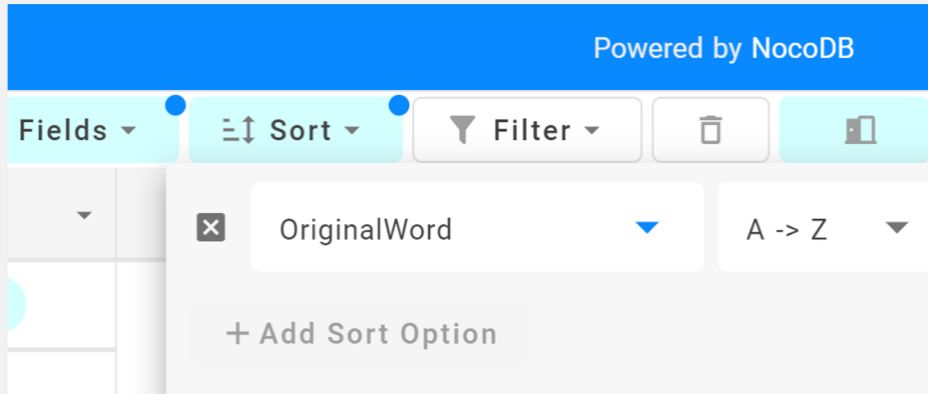 Powered by NocoDB
Fields Sort Filter
OriginalWord A -> Z
+ Add Sort Option